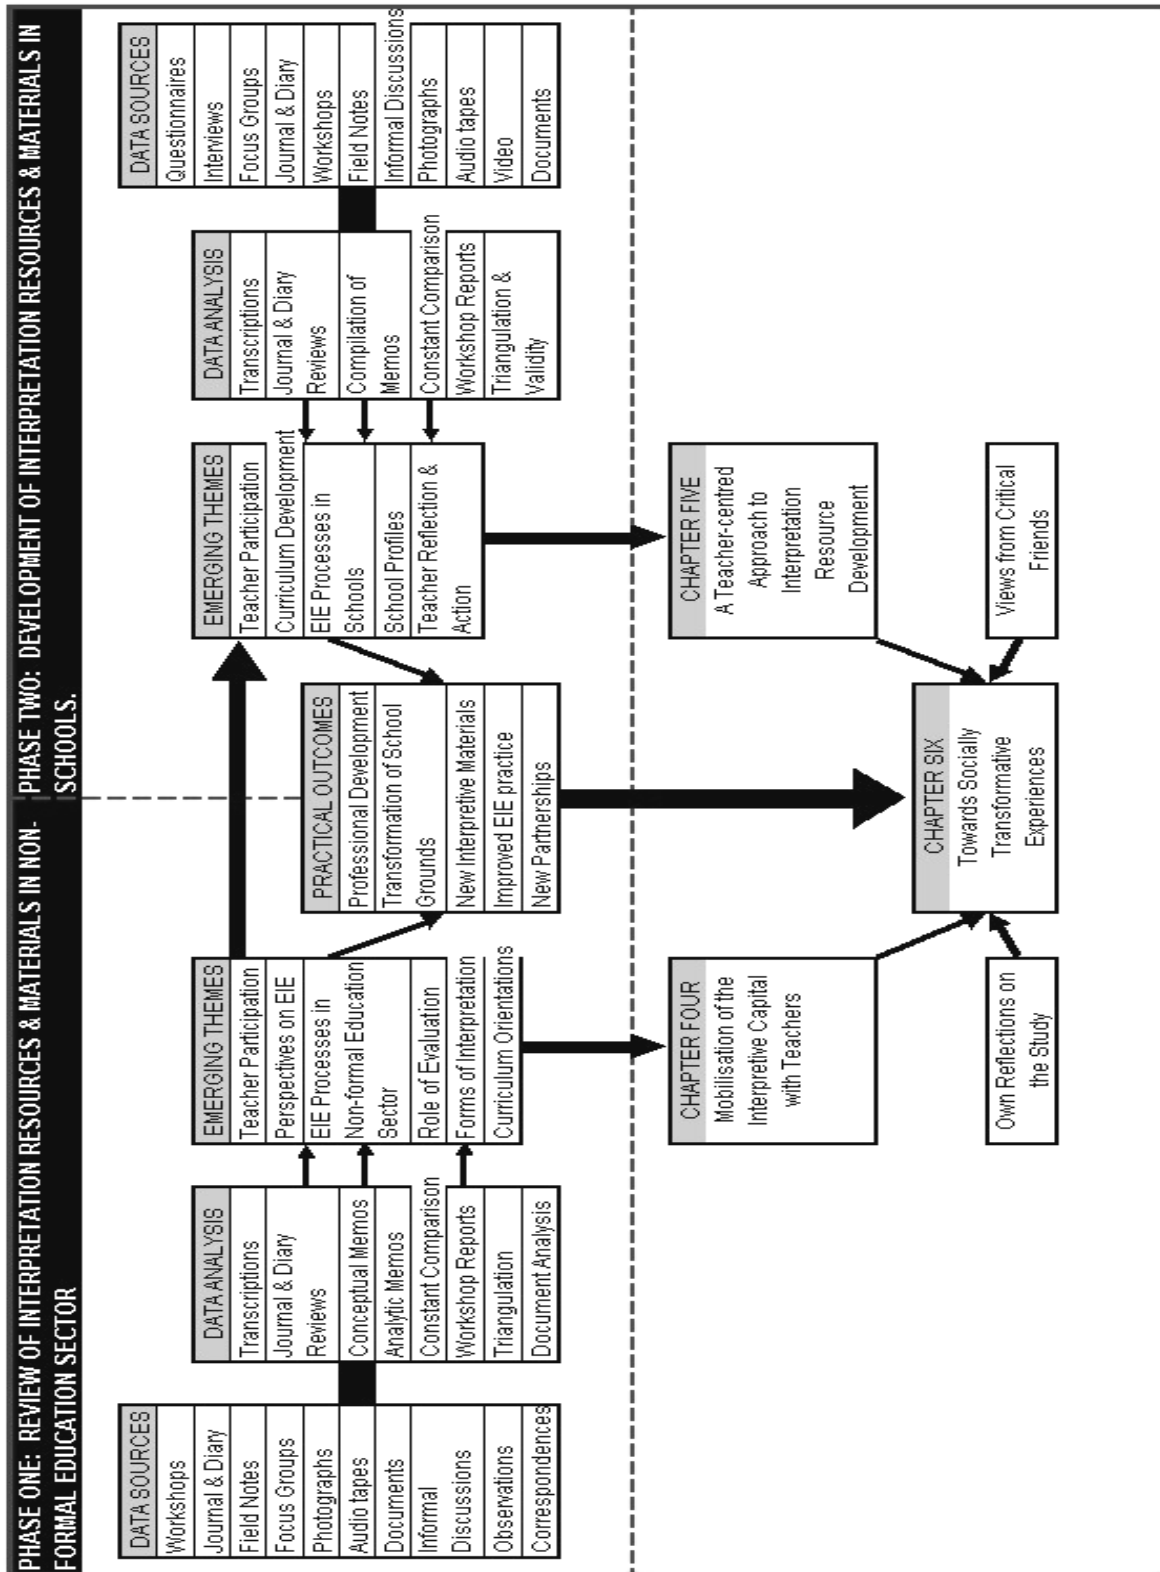 PHASE ONE: REVIEW OF INTERPRETATION RESOURCES & MATERIALS IN NON-
FORMAL EDUCATION SECTOR
PHASE TWO: DEVELOPMENT OF INTERPRETATION RESOURCES & MATERIALS IN
SCHOOLS.
DATA SOURCES
Workshops
Journal & Diary
Field Notes
Focus Groups
Photographs
Audio tapes
Documents
Informal
Discussions
Observations
Correspondences
DATA ANALYSIS
Transcriptions
Journal & Diary
Reviews
Conceptual Memos
Analytic Memos
Constant Comparison
Workshop Reports
Triangulation
Document Analysis
EMERGING THEMES
Teacher Participation
Perspectives on EIE
EIE Processes in
Non-formal Education
Sector
Role of Evaluation
Forms of Interpretation
Curriculum Orientations
PRACTICAL OUTCOMES
Professional Development
Transformation of School
Grounds
New Interpretive Materials
Improved EIE practice
New Partnerships
EMERGING THEMES
Teacher Participation
Curriculum Development
EIE Processes in
Schools
School Profiles
Teacher Reflection &
Action
DATA ANALYSIS
Transcriptions
Journal & Diary
Reviews
Compilation of
Memos
Constant Comparison
Workshop Reports
Triangulation &
Validity
DATA SOURCES
Questionnaires
Interviews
Focus Groups
Journal & Diary
Workshops
Field Notes
Informal Discussions
Photographs
Audio tapes
Video
Documents
CHAPTER FOUR
Mobilisation of the
Interpretive Capital
with Teachers
CHAPTER FIVE
A Teacher-centred
Approach to
Interpretation
Resource
Development
Own Reflections on
the Study
CHAPTER SIX
Towards Socially
Transformative
Experiences
Views from Critical
Friends